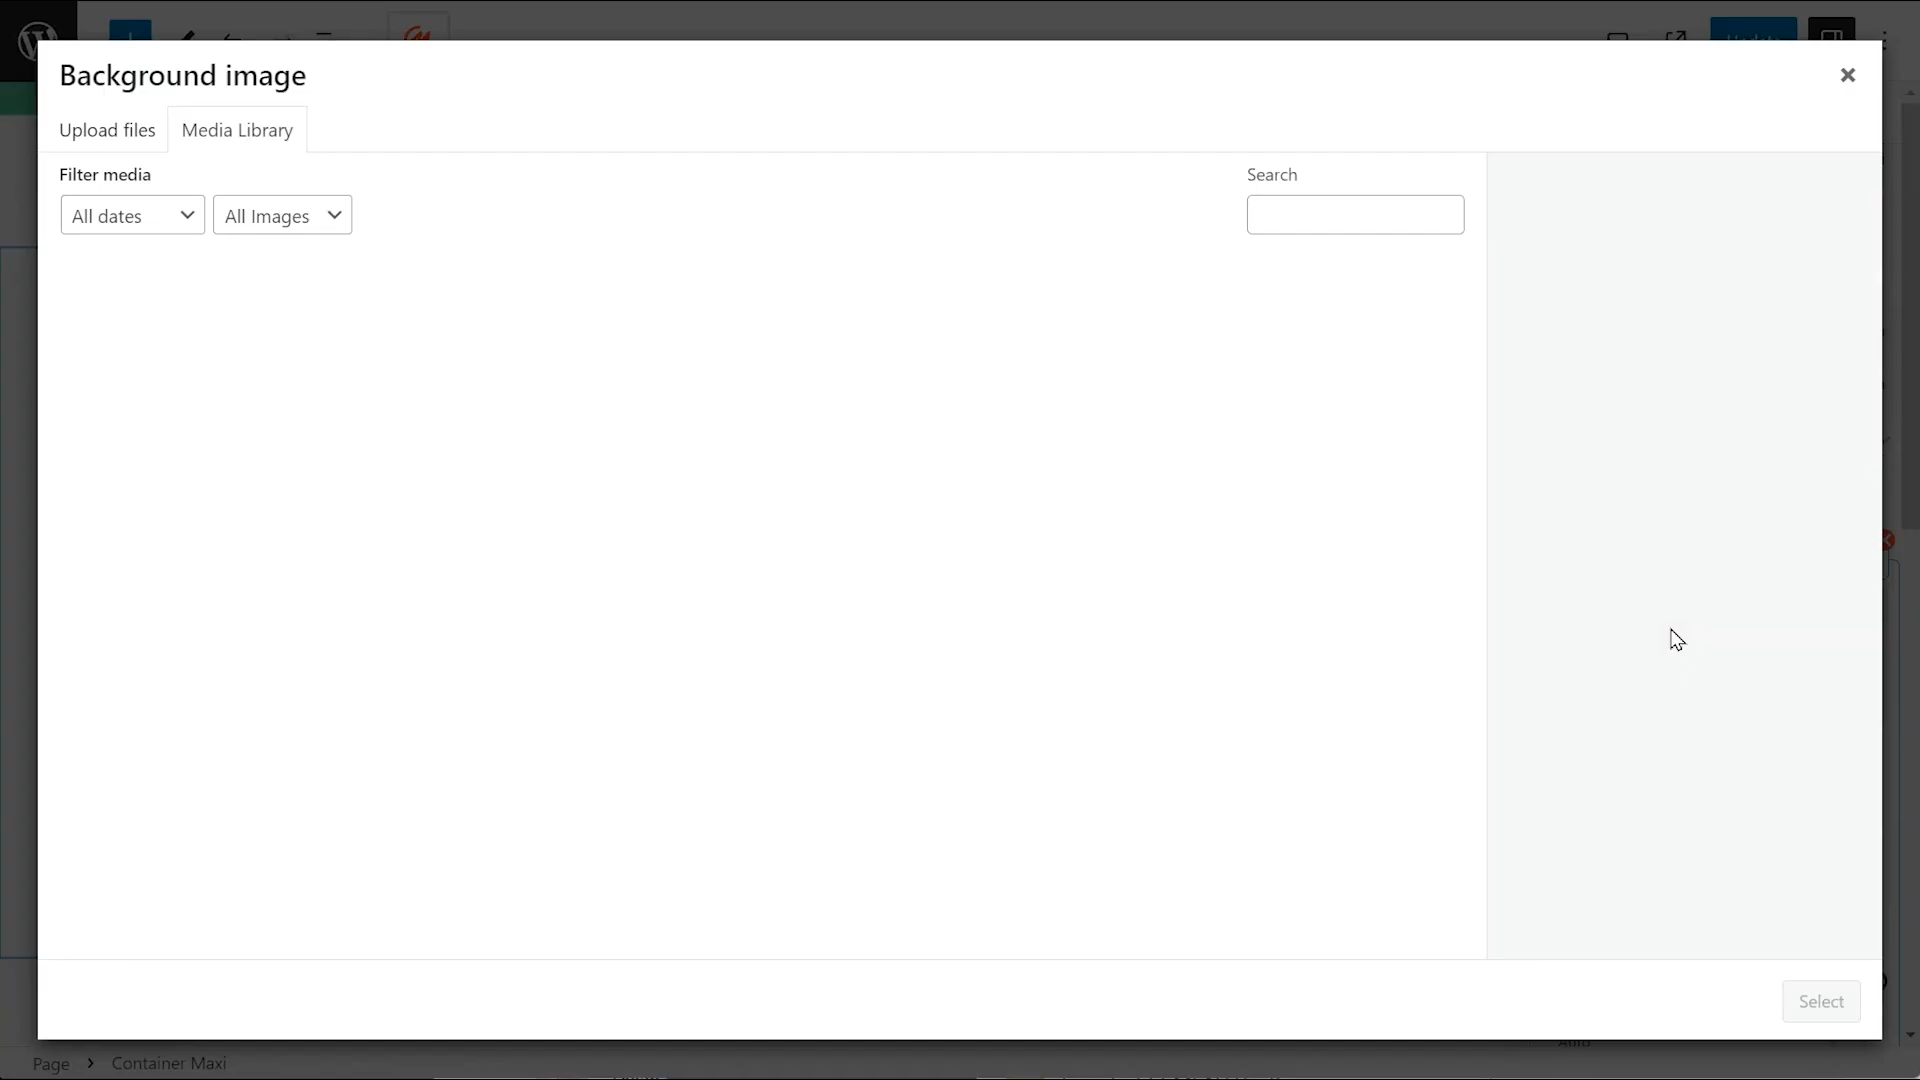 Background image
Upload files
Media Library
Filter media
Search
All dates
All Images
Select
Page
Container Maxi